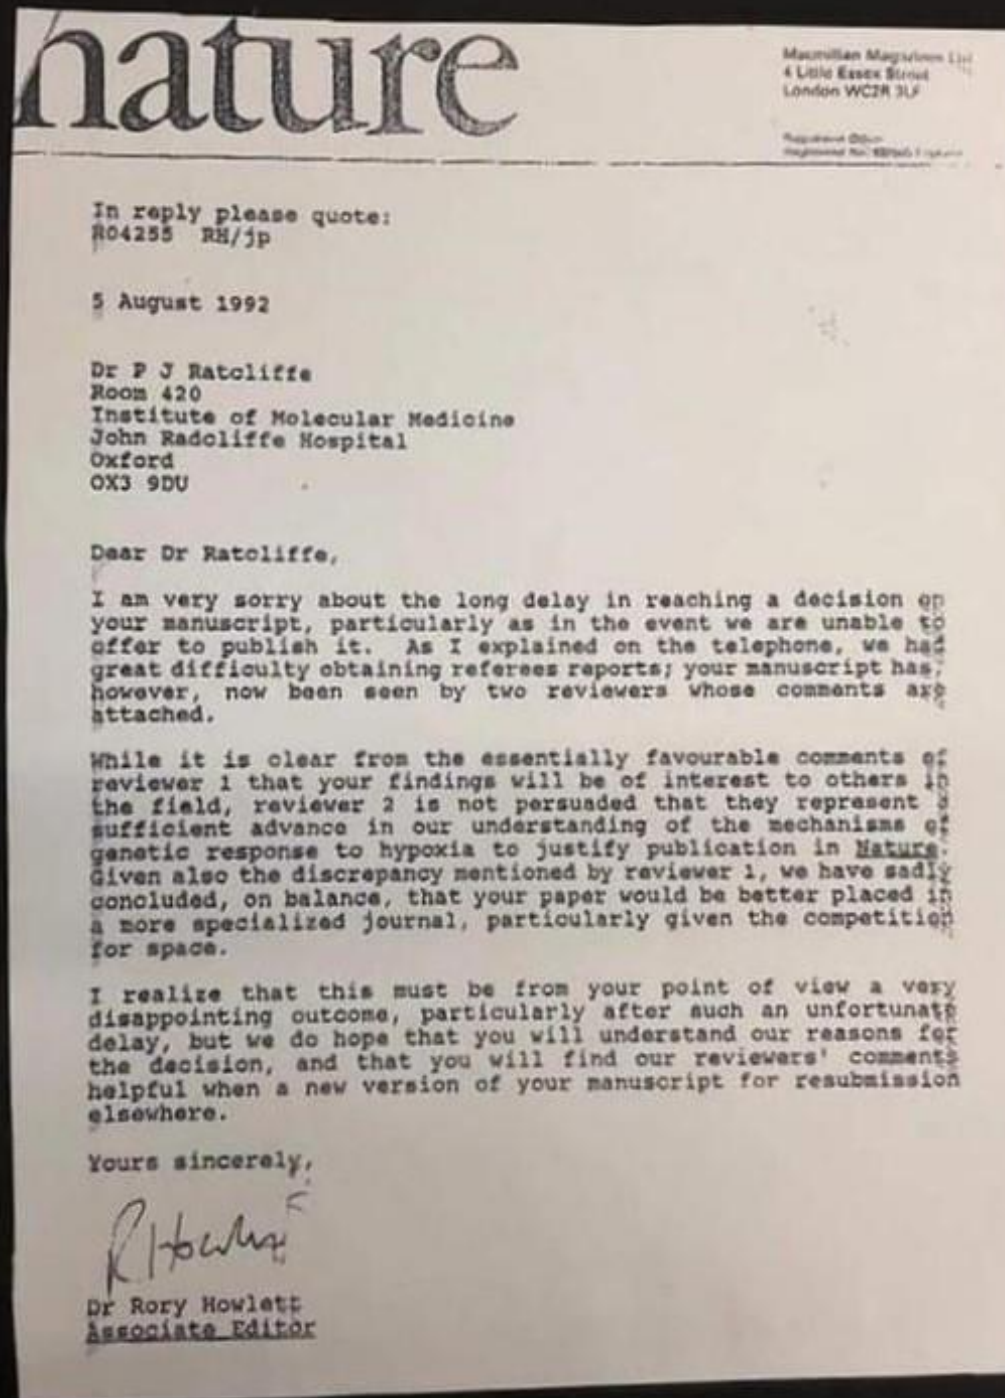 nature
Macmillan Magazines Ltd
4 Little Essex Street
London WC2R 3LF
Registered Office
In reply please quote:
R04255 RH/jp
5 August 1992
Dr P J Ratcliffe
Room 420
Institute of Molecular Medicine
John Radcliffe Hospital
Oxford
OX3 9DU
Dear Dr Ratcliffe,
I am very sorry about the long delay in reaching a decision on
your manuscript, particularly as in the event we are unable to
offer to publish it. As I explained on the telephone, we had
great difficulty obtaining referees reports; your manuscript has,
however, now been seen by two reviewers whose comments are
attached.
While it is clear from the essentially favourable comments of
reviewer 1 that your findings will be of interest to others in
the field, reviewer 2 is not persuaded that they represent a
sufficient advance in our understanding of the mechanisms of
genetic response to hypoxia to justify publication in Nature.
Given also the discrepancy mentioned by reviewer 1, we have sadly
concluded, on balance, that your paper would be better placed in
a more specialized journal, particularly given the competition
for space.
I realize that this must be from your point of view a very
disappointing outcome, particularly after such an unfortunate
delay, but we do hope that you will understand our reasons for
the decision, and that you will find our reviewers' comments
helpful when a new version of your manuscript for resubmission
elsewhere.
Yours sincerely,
R Howlett
Dr Rory Howlett
Associate Editor